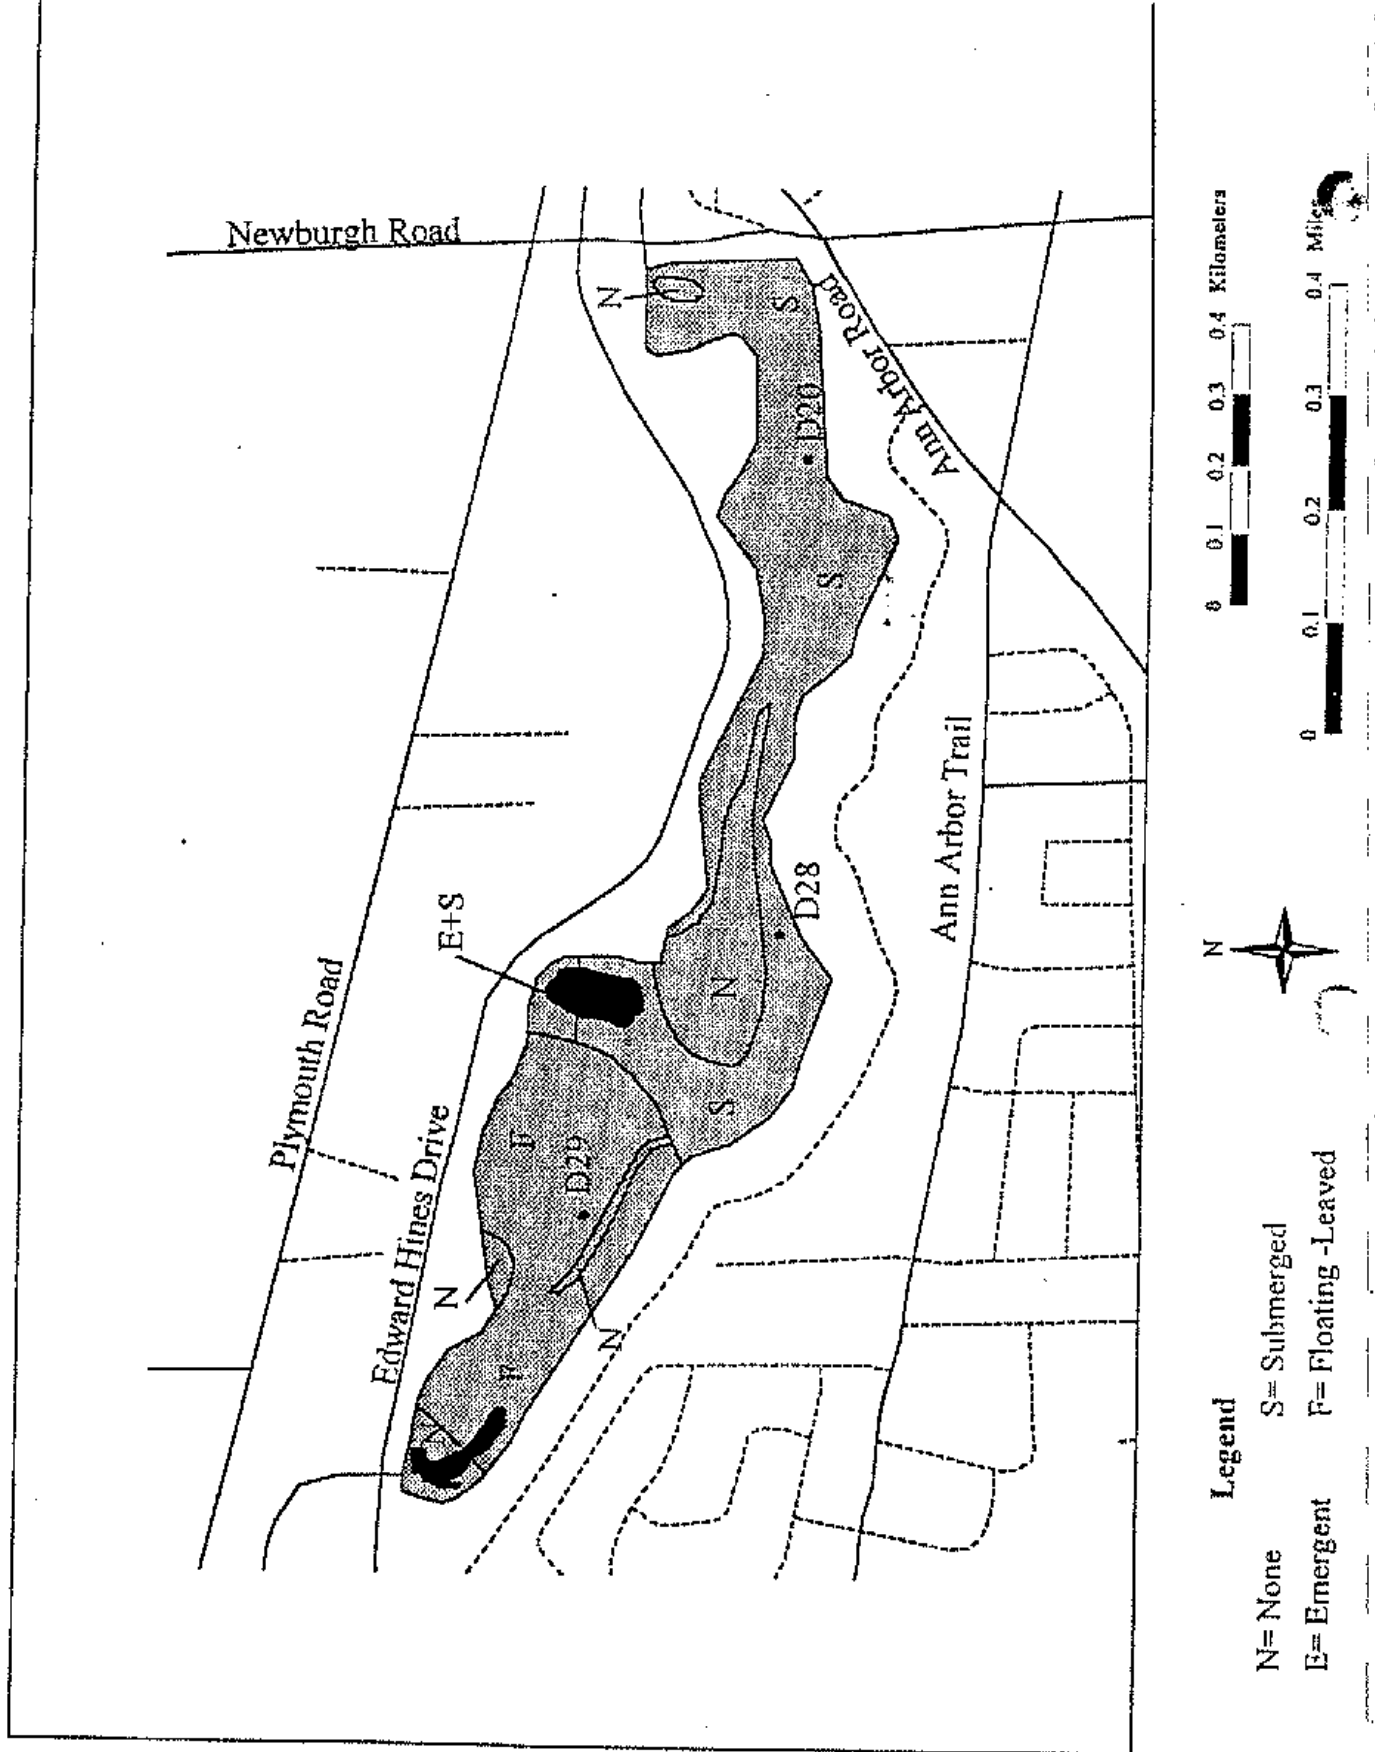 Newburgh Road
Plymouth Road
Edward Hines Drive
Ann Arbor Road
Ann Arbor Trail
N
S
D20
S
E+S
D28
N
S
F
D29
N
N
F
N
Legend
N= None
S= Submerged
E= Emergent
F= Floating -Leaved
N
0 0.1 0.2 0.3 0.4 Kilometers
0 0.1 0.2 0.3 0.4 Miles